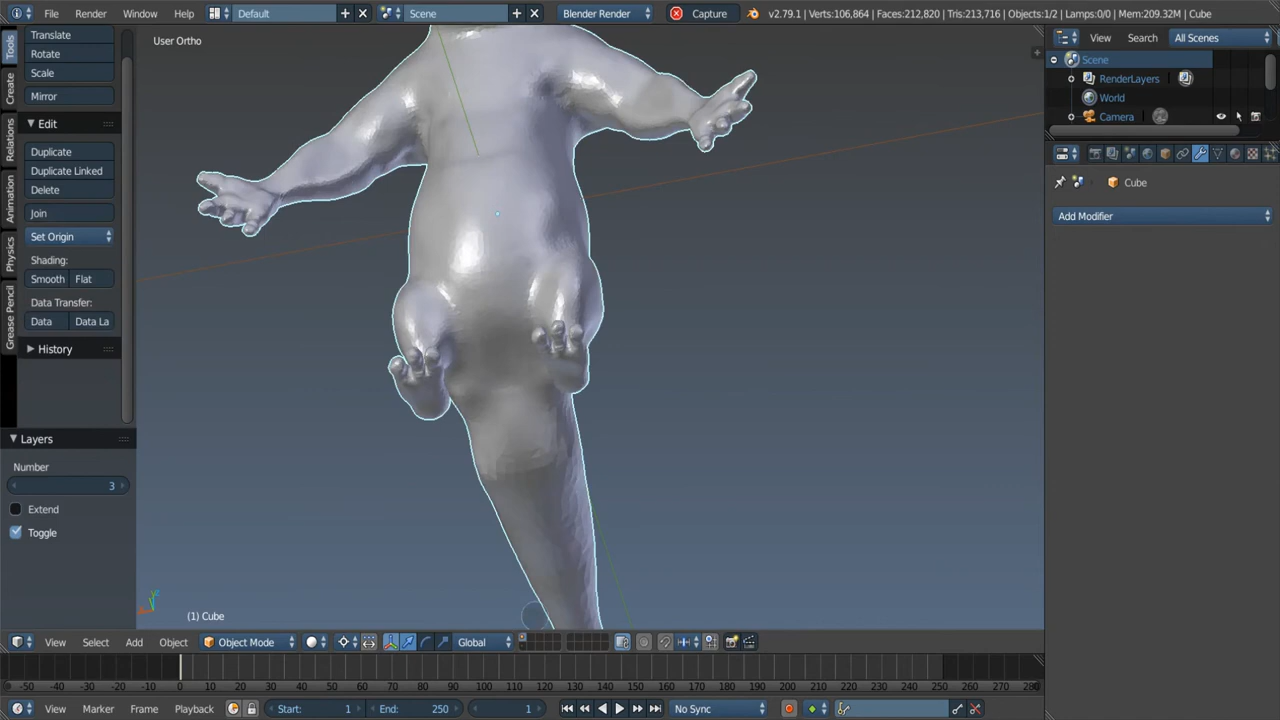 File Render Window Help Default Scene Blender Render Capture v2.79.1 | Verts:106,864 | Faces:212,820 | Tris:213,716 | Objects:1/2 | Lamps:0/0 | Mem:209.32M | Cube
User Ortho
Tools
Create
Relations
Animation
Physics
Grease Pencil
Translate
Rotate
Scale
Mirror
Edit
Duplicate
Duplicate Linked
Delete
Join
Set Origin
Shading:
Smooth Flat
Data Transfer:
Data Data La
History
Layers
Number
3
Extend
Toggle
(1) Cube
View Search All Scenes
Scene
RenderLayers
World
Camera
Cube
Add Modifier
View Select Add Object Object Mode Global
-50 -40 -30 -20 -10 0 10 20 30 40 50 60 70 80 90 100 110 120 130 140 150 160 170 180 190 200 210 220 230 240 250 260 270 280
View Marker Frame Playback Start: 1 End: 250 1 No Sync